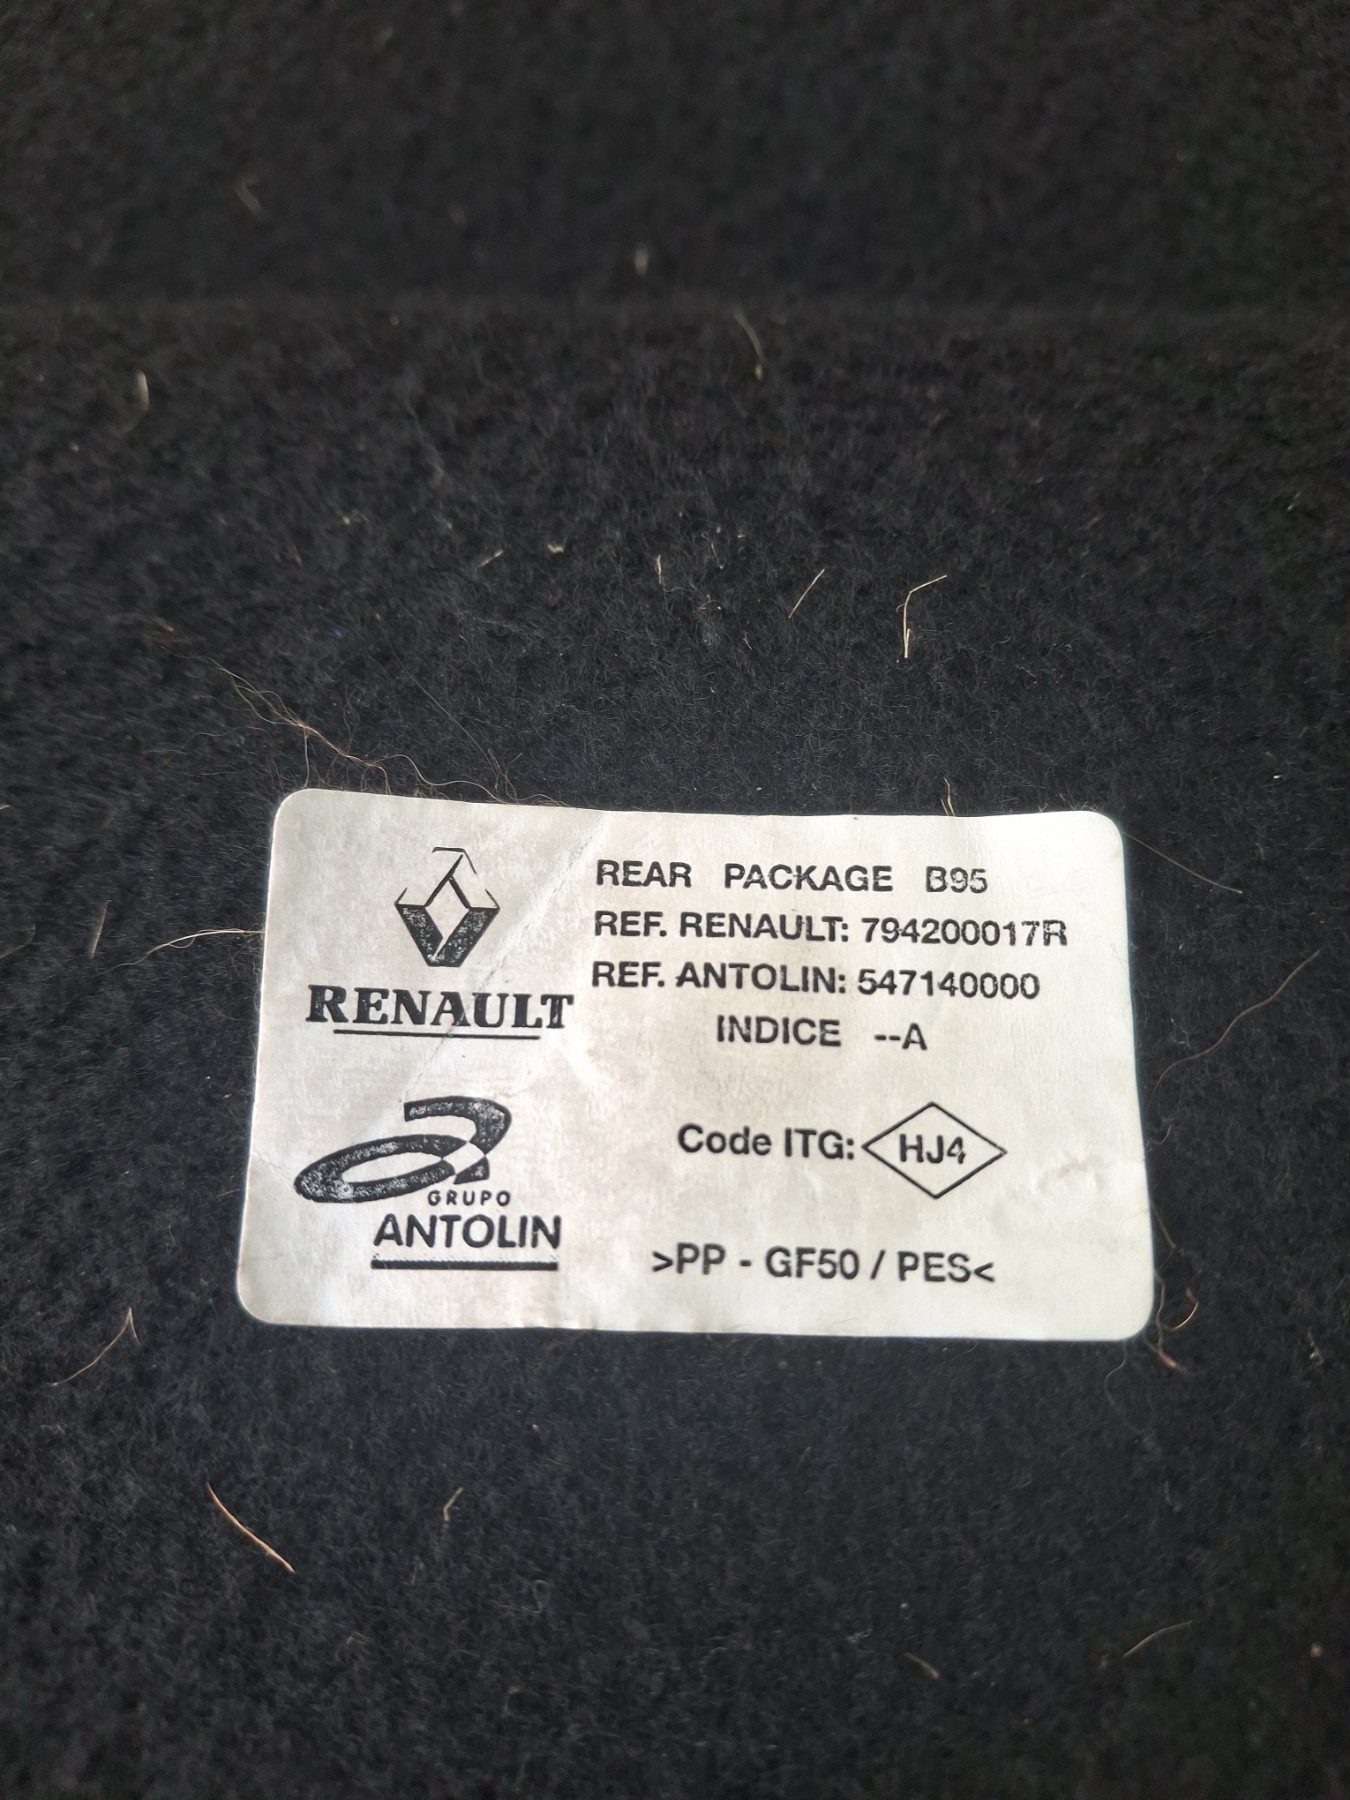 REAR PACKAGE B95
REF. RENAULT: 794200017R
REF. ANTOLIN: 547140000
INDICE --A
RENAULT
Code ITG: HJ4
GRUPO
ANTOLIN
>PP - GF50 / PES<